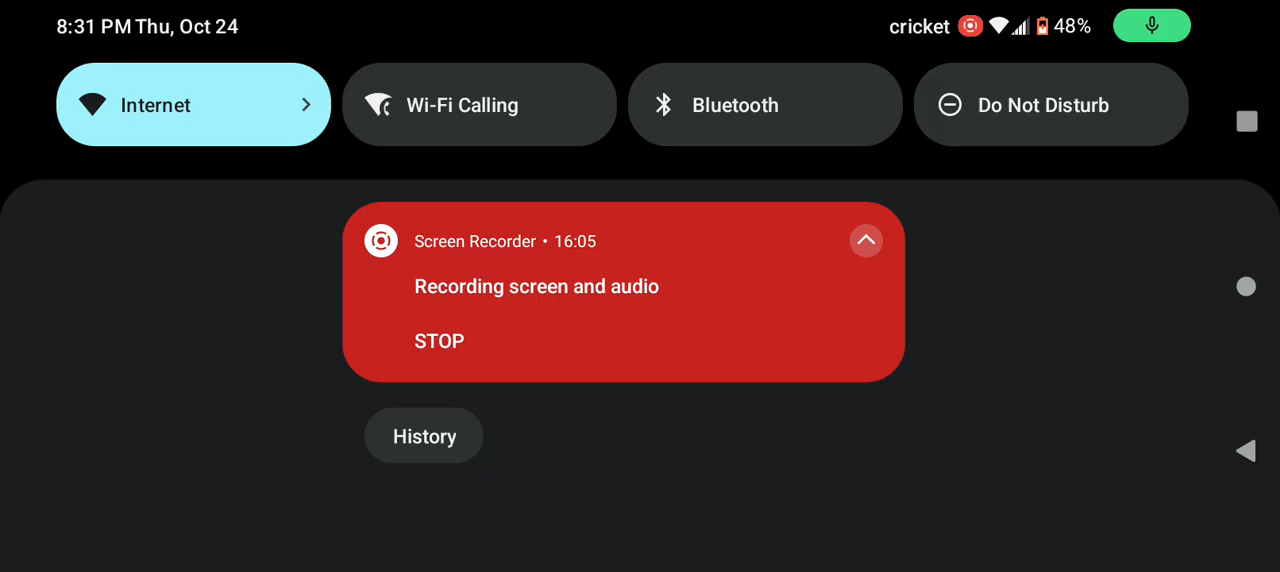 8:31 PM Thu, Oct 24 cricket 48%
Internet Wi-Fi Calling Bluetooth Do Not Disturb
Screen Recorder • 16:05
Recording screen and audio
STOP
History